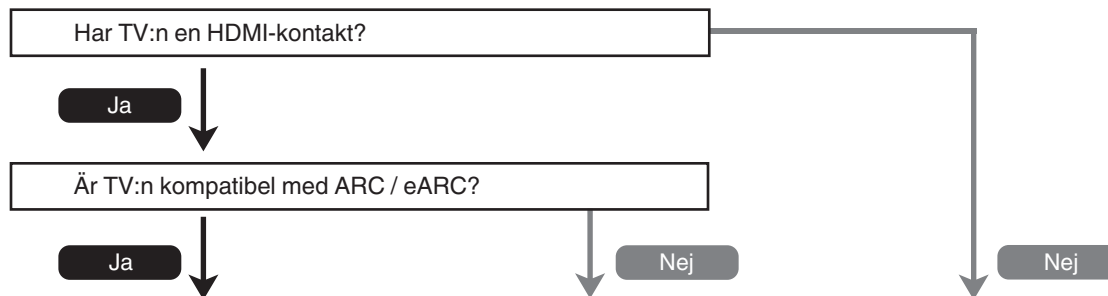 Har TV:n en HDMI-kontakt?
Ja
Är TV:n kompatibel med ARC / eARC?
Ja
Nej
Nej